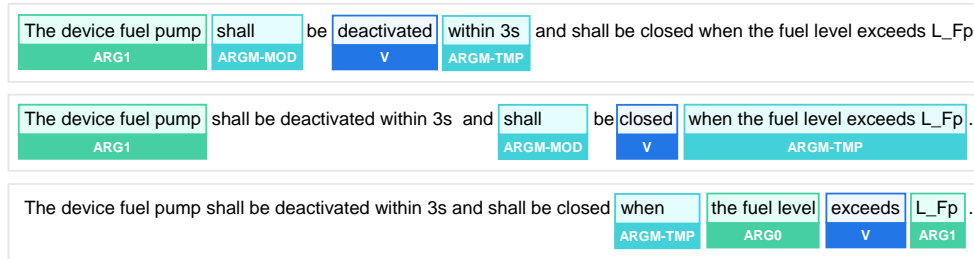 The device fuel pump shall be deactivated within 3s and shall be closed when the fuel level exceeds L_Fp
ARG1 ARGM-MOD V ARGM-TMP
The device fuel pump shall be deactivated within 3s and shall be closed when the fuel level exceeds L_Fp .
ARG1 ARGM-MOD V ARGM-TMP
The device fuel pump shall be deactivated within 3s and shall be closed when the fuel level exceeds L_Fp .
ARGM-TMP ARG0 V ARG1